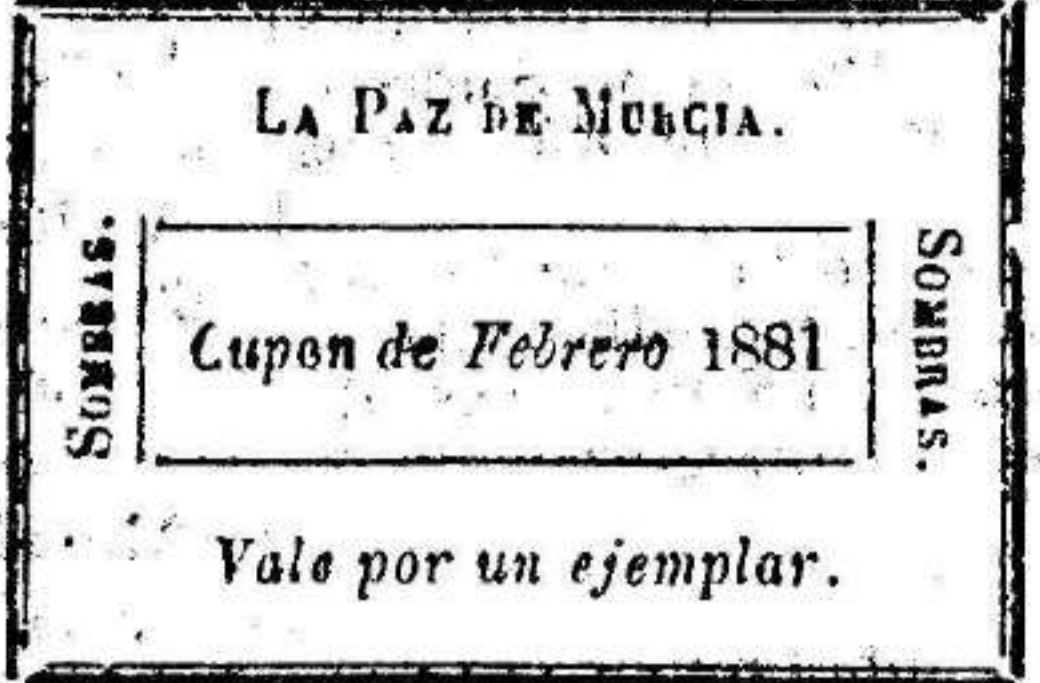 LA PAZ DE MURCIA.
SOMBRAS.
Cupon de Febrero 1881
SOMBRAS.
Vale por un ejemplar.